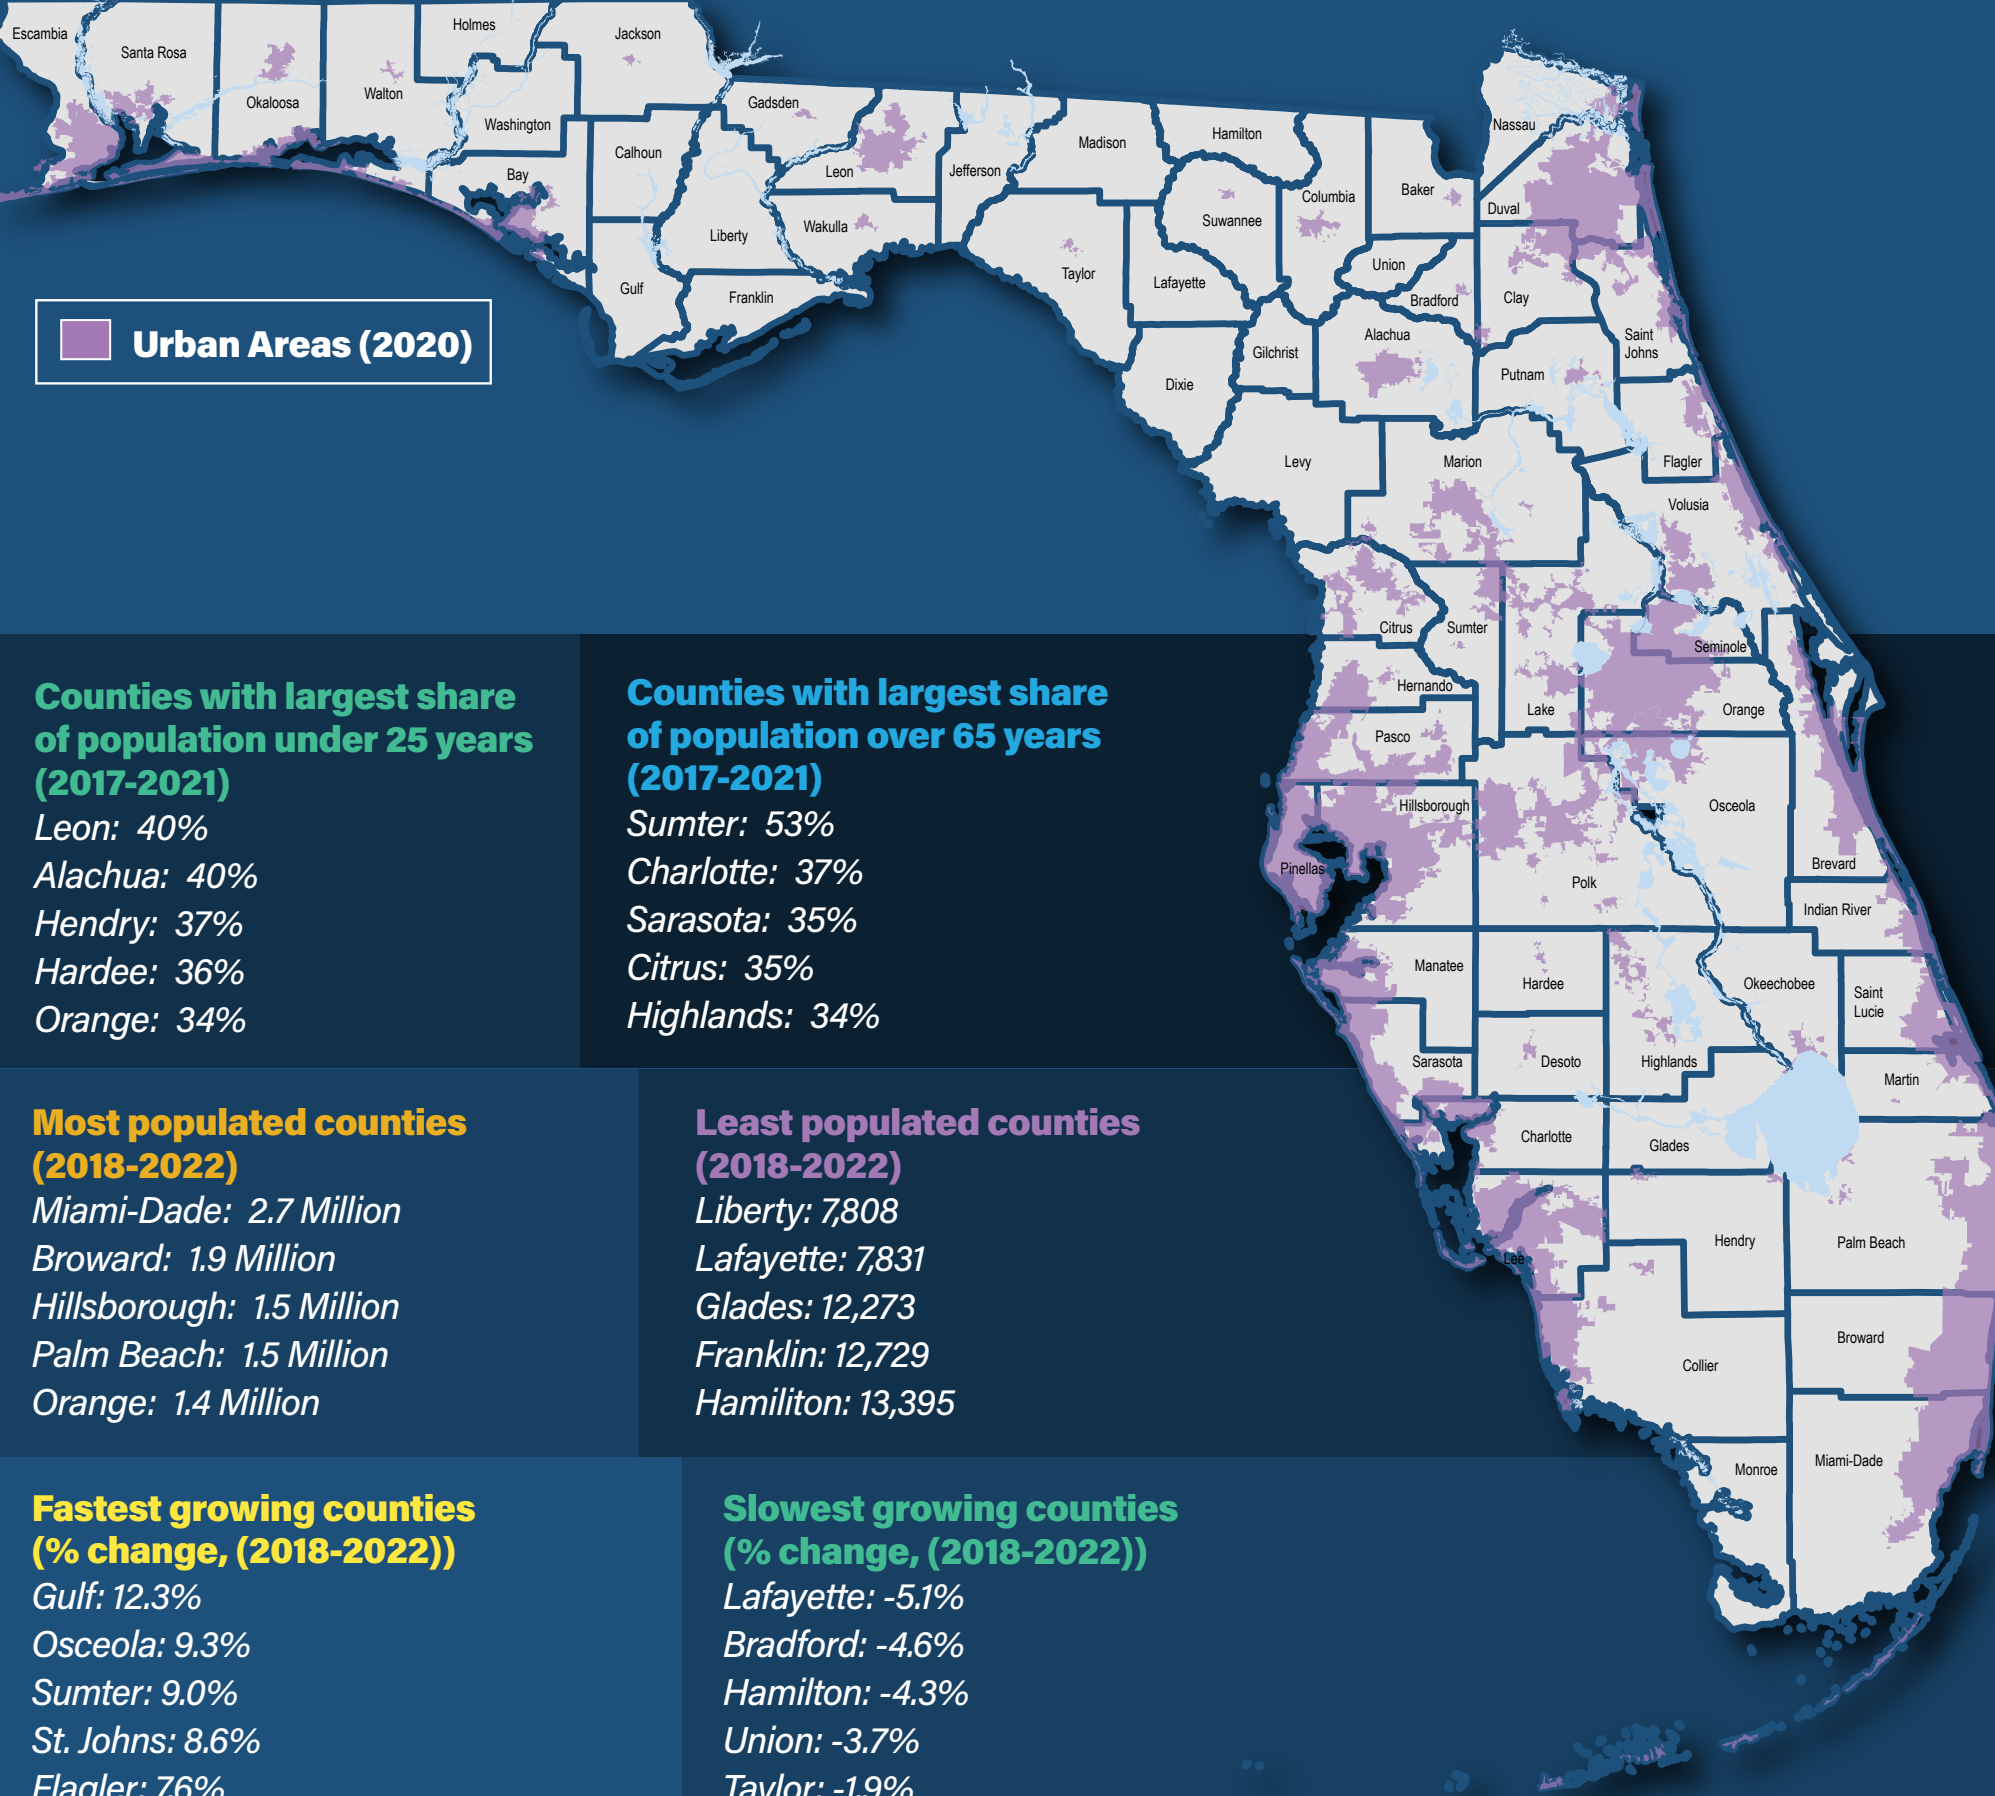 Escambia
Santa Rosa
Okaloosa
Walton
Holmes
Washington
Bay
Jackson
Calhoun
Gulf
Liberty
Franklin
Gadsden
Leon
Wakulla
Jefferson
Madison
Taylor
Hamilton
Suwannee
Lafayette
Dixie
Columbia
Gilchrist
Baker
Union
Bradford
Alachua
Levy
Nassau
Duval
Clay
Saint
Johns
Putnam
Flagler
Marion
Volusia
Citrus
Sumter
Hernando
Pasco
Lake
Seminole
Orange
Hillsborough
Pinellas
Polk
Osceola
Brevard
Indian River
Manatee
Hardee
Okeechobee
Saint
Lucie
Sarasota
Desoto
Highlands
Martin
Charlotte
Glades
Lee
Hendry
Palm Beach
Collier
Broward
Monroe
Miami-Dade
Urban Areas (2020)
Counties with largest share
of population under 25 years
(2017-2021)
Leon: 40%
Alachua: 40%
Hendry: 37%
Hardee: 36%
Orange: 34%
Counties with largest share
of population over 65 years
(2017-2021)
Sumter: 53%
Charlotte: 37%
Sarasota: 35%
Citrus: 35%
Highlands: 34%
Most populated counties
(2018-2022)
Miami-Dade: 2.7 Million
Broward: 1.9 Million
Hillsborough: 1.5 Million
Palm Beach: 1.5 Million
Orange: 1.4 Million
Least populated counties
(2018-2022)
Liberty: 7,808
Lafayette: 7,831
Glades: 12,273
Franklin: 12,729
Hamiliton: 13,395
Fastest growing counties
(% change, (2018-2022))
Gulf: 12.3%
Osceola: 9.3%
Sumter: 9.0%
St. Johns: 8.6%
Flagler: 7.6%
Slowest growing counties
(% change, (2018-2022))
Lafayette: -5.1%
Bradford: -4.6%
Hamilton: -4.3%
Union: -3.7%
Taylor: -1.9%